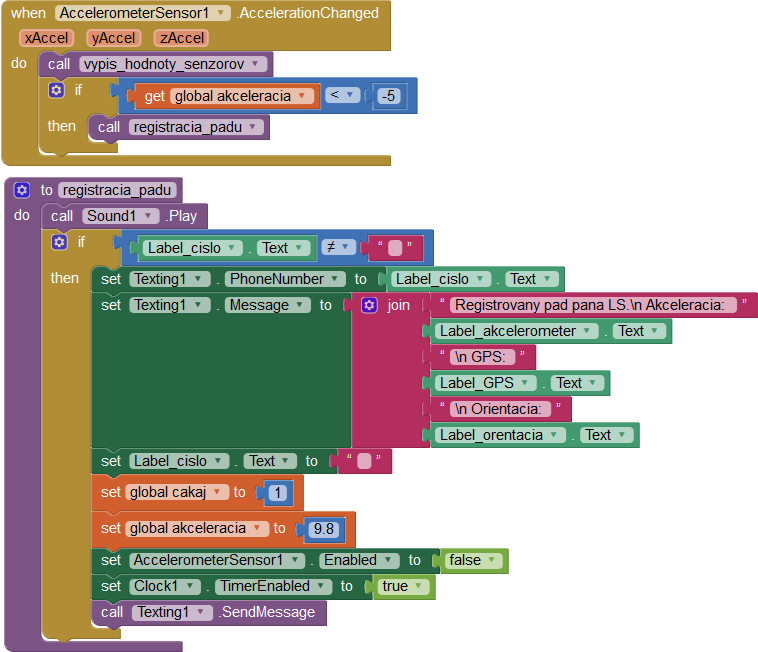 when AccelerometerSensor1 .AccelerationChanged
xAccel yAccel zAccel
do call vypis_hodnoty_senzorov
if get global akceleracia < -5
then call registracia_padu
to registracia_padu
do call Sound1 .Play
if Label_cislo . Text ≠ “ ”
then set Texting1 . PhoneNumber to Label_cislo . Text
set Texting1 . Message to join “ Registrovany pad pana LS.\n Akceleracia: ”
Label_akcelerometer . Text
“ \n GPS: ”
Label_GPS . Text
“ \n Orientacia: ”
Label_orentacia . Text
set Label_cislo . Text to “ ”
set global cakaj to 1
set global akceleracia to 9.8
set AccelerometerSensor1 . Enabled to false
set Clock1 . TimerEnabled to true
call Texting1 .SendMessage